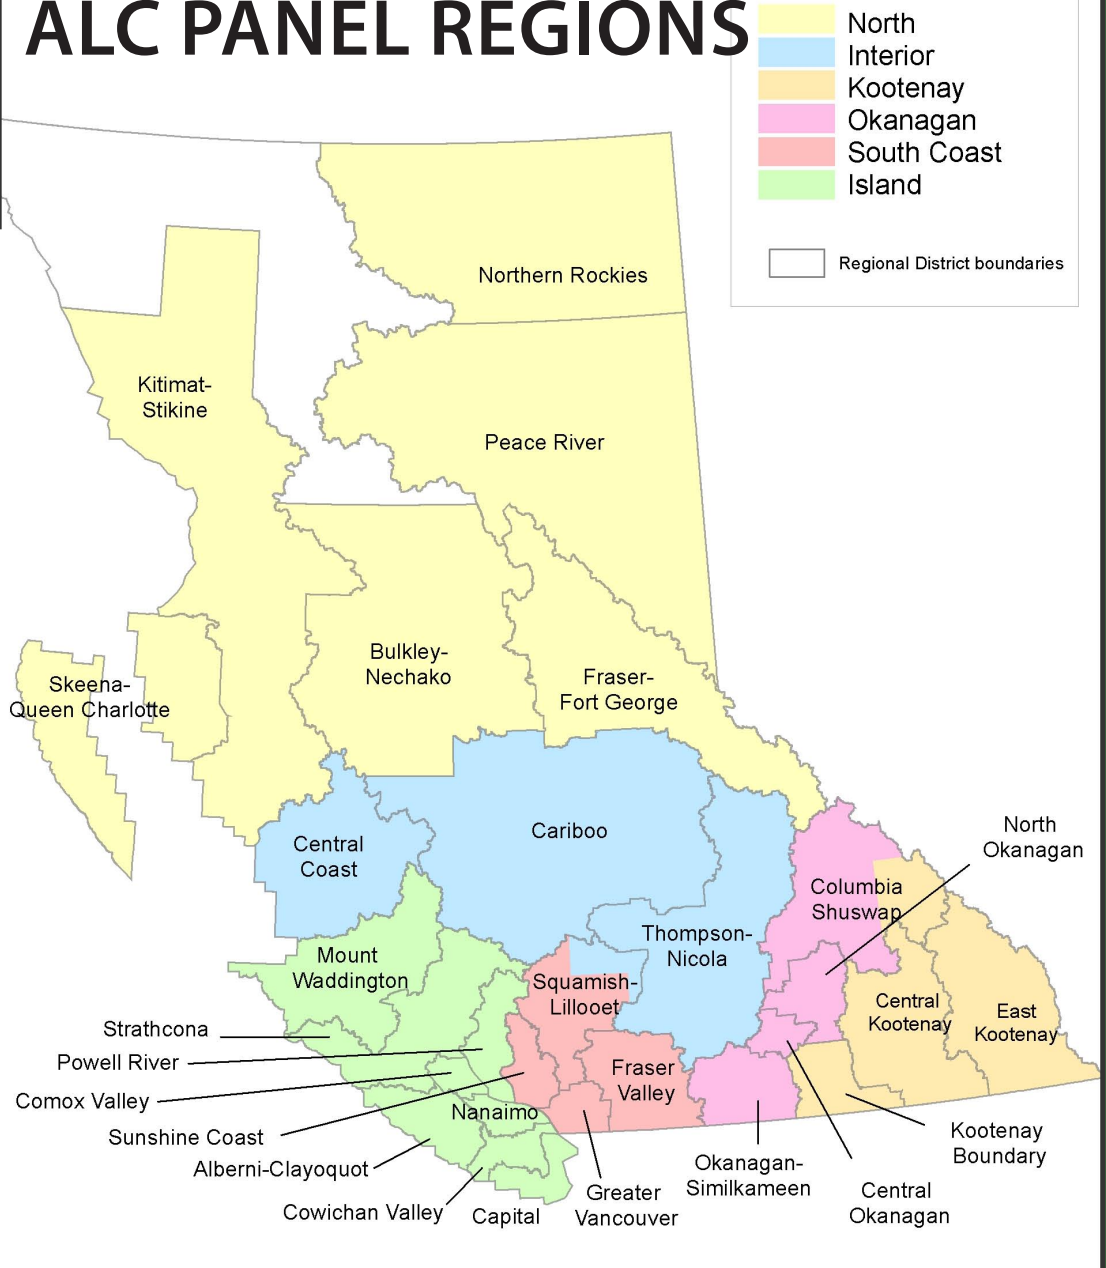 ALC PANEL REGIONS
North
Interior
Kootenay
Okanagan
South Coast
Island
Regional District boundaries
Northern Rockies
Kitimat-
Stikine
Peace River
Bulkley-
Nechako
Fraser-
Fort George
Skeena-
Queen Charlotte
Central
Coast
Cariboo
North
Okanagan
Columbia
Shuswap
Thompson-
Nicola
Mount
Waddington
Squamish-
Lillooet
Central
Kootenay
East
Kootenay
Strathcona
Powell River
Comox Valley
Fraser
Valley
Nanaimo
Sunshine Coast
Alberni-Clayoquot
Cowichan Valley
Capital
Greater
Vancouver
Okanagan-
Similkameen
Central
Okanagan
Kootenay
Boundary